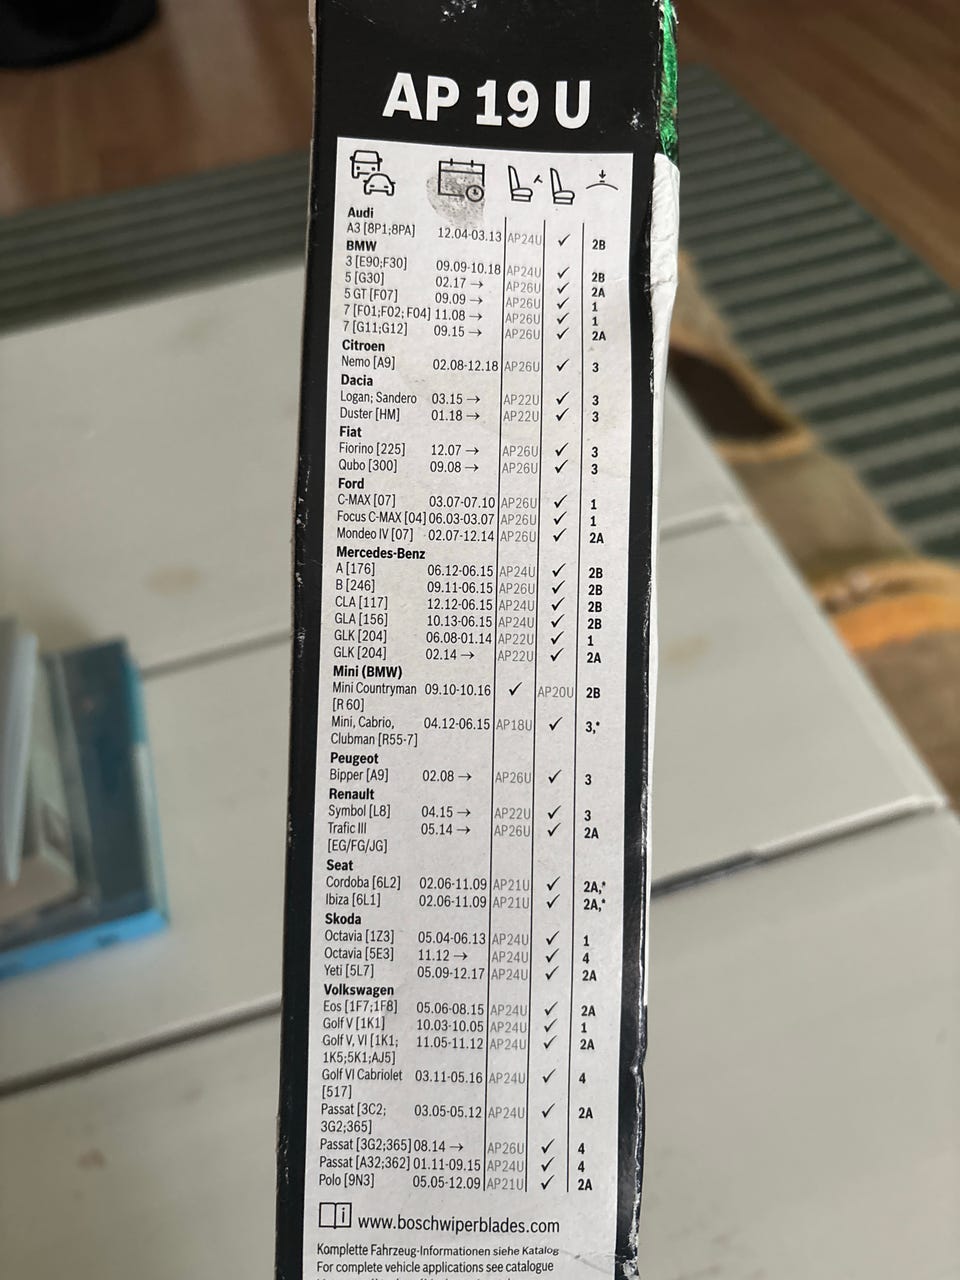 AP 19 U
Audi
A3 [8P1;8PA] 12.04-03.13 AP24U ✓ 2B
BMW
3 [E90;F30] 09.09-10.18 AP24U ✓ 2B
5 [G30] 02.17 → AP26U ✓ 2A
5 GT [F07] 09.09 → AP26U ✓ 1
7 [F01;F02; F04] 11.08 → AP26U ✓ 1
7 [G11;G12] 09.15 → AP26U ✓ 2A
Citroen
Nemo [A9] 02.08-12.18 AP26U ✓ 3
Dacia
Logan; Sandero 03.15 → AP22U ✓ 3
Duster [HM] 01.18 → AP22U ✓ 3
Fiat
Fiorino [225] 12.07 → AP26U ✓ 3
Qubo [300] 09.08 → AP26U ✓ 3
Ford
C-MAX [07] 03.07-07.10 AP26U ✓ 1
Focus C-MAX [04] 06.03-03.07 AP26U ✓ 1
Mondeo IV [07] 02.07-12.14 AP26U ✓ 2A
Mercedes-Benz
A [176] 06.12-06.15 AP24U ✓ 2B
B [246] 09.11-06.15 AP26U ✓ 2B
CLA [117] 12.12-06.15 AP24U ✓ 2B
GLA [156] 10.13-06.15 AP24U ✓ 2B
GLK [204] 06.08-01.14 AP22U ✓ 1
GLK [204] 02.14 → AP22U ✓ 2A
Mini (BMW)
Mini Countryman 09.10-10.16 ✓ AP20U 2B
[R 60]
Mini, Cabrio, 04.12-06.15 AP18U ✓ 3,*
Clubman [R55-7]
Peugeot
Bipper [A9] 02.08 → AP26U ✓ 3
Renault
Symbol [L8] 04.15 → AP22U ✓ 3
Trafic III 05.14 → AP26U ✓ 2A
[EG/FG/JG]
Seat
Cordoba [6L2] 02.06-11.09 AP21U ✓ 2A,*
Ibiza [6L1] 02.06-11.09 AP21U ✓ 2A,*
Skoda
Octavia [1Z3] 05.04-06.13 AP24U ✓ 1
Octavia [5E3] 11.12 → AP24U ✓ 4
Yeti [5L7] 05.09-12.17 AP24U ✓ 2A
Volkswagen
Eos [1F7;1F8] 05.06-08.15 AP24U ✓ 2A
Golf V [1K1] 10.03-10.05 AP24U ✓ 1
Golf V, VI [1K1; 11.05-11.12 AP24U ✓ 2A
1K5;5K1;AJ5]
Golf VI Cabriolet 03.11-05.16 AP24U ✓ 4
[517]
Passat [3C2; 03.05-05.12 AP24U ✓ 2A
3G2;365]
Passat [3G2;365] 08.14 → AP26U ✓ 4
Passat [A32;362] 01.11-09.15 AP24U ✓ 4
Polo [9N3] 05.05-12.09 AP21U ✓ 2A
www.boschwiperblades.com
Komplette Fahrzeug-Informationen siehe Katalog
For complete vehicle applications see catalogue